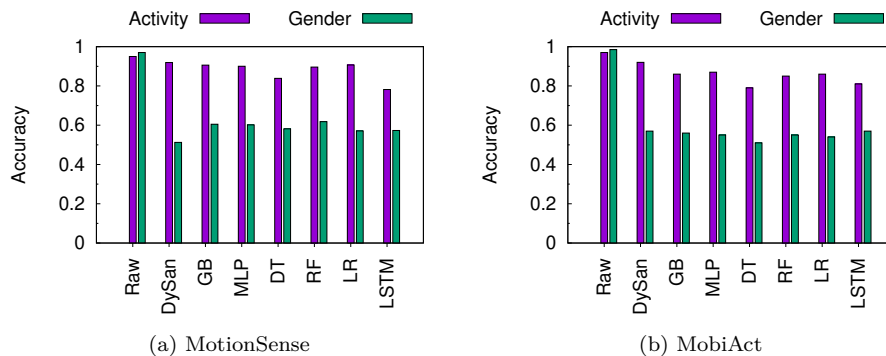 Activity Gender
Accuracy
1
0.8
0.6
0.4
0.2
0
Raw
DySan
GB
MLP
DT
RF
LR
LSTM
(a) MotionSense
Activity Gender
Accuracy
1
0.8
0.6
0.4
0.2
0
Raw
DySan
GB
MLP
DT
RF
LR
LSTM
(b) MobiAct